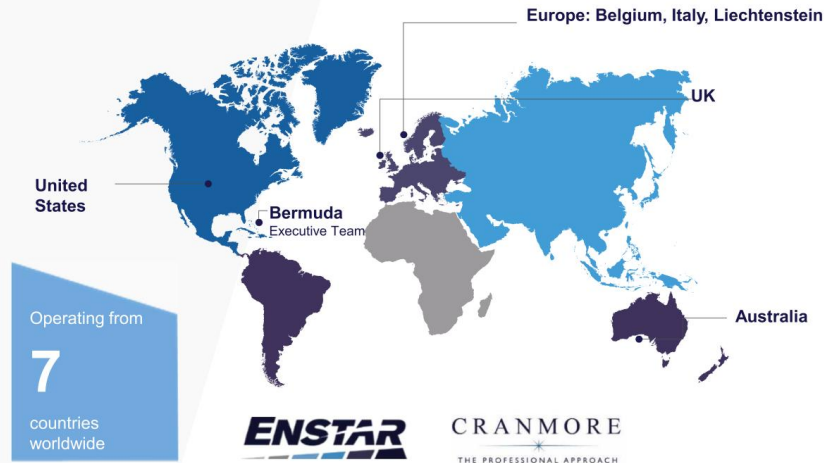 Europe: Belgium, Italy, Liechtenstein
UK
United
States
Bermuda
Executive Team
Operating from
7
countries
worldwide
Australia
ENSTAR
CRANMORE
THE PROFESSIONAL APPROACH